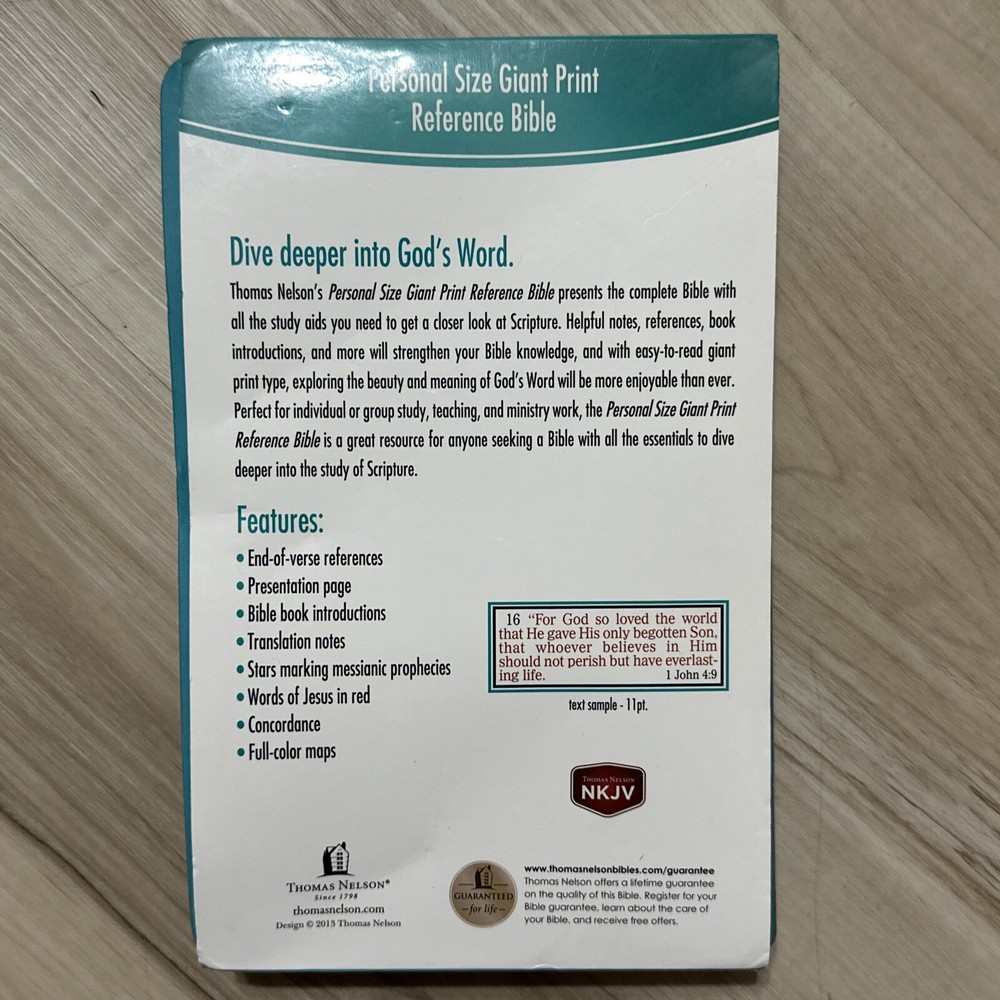 Personal Size Giant Print
Reference Bible
Dive deeper into God's Word.
Thomas Nelson's Personal Size Giant Print Reference Bible presents the complete Bible with
all the study aids you need to get a closer look at Scripture. Helpful notes, references, book
introductions, and more will strengthen your Bible knowledge, and with easy-to-read giant
print type, exploring the beauty and meaning of God's Word will be more enjoyable than ever.
Perfect for individual or group study, teaching, and ministry work, the Personal Size Giant Print
Reference Bible is a great resource for anyone seeking a Bible with all the essentials to dive
deeper into the study of Scripture.
Features:
• End-of-verse references
• Presentation page
• Bible book introductions
• Translation notes
• Stars marking messianic prophecies
• Words of Jesus in red
• Concordance
• Full-color maps
16 "For God so loved the world
that He gave His only begotten Son,
that whoever believes in Him
should not perish but have everlast-
ing life. 1 John 4:9
text sample - 11pt.
THOMAS NELSON
NKJV
THOMAS NELSON®
Since 1798
thomasnelson.com
Design © 2013 Thomas Nelson
GUARANTEED
-for life-
www.thomasnelsonbibles.com/guarantee
Thomas Nelson offers a lifetime guarantee
on the quality of this Bible. Register for your
Bible guarantee, learn about the care of
your Bible, and receive free offers.